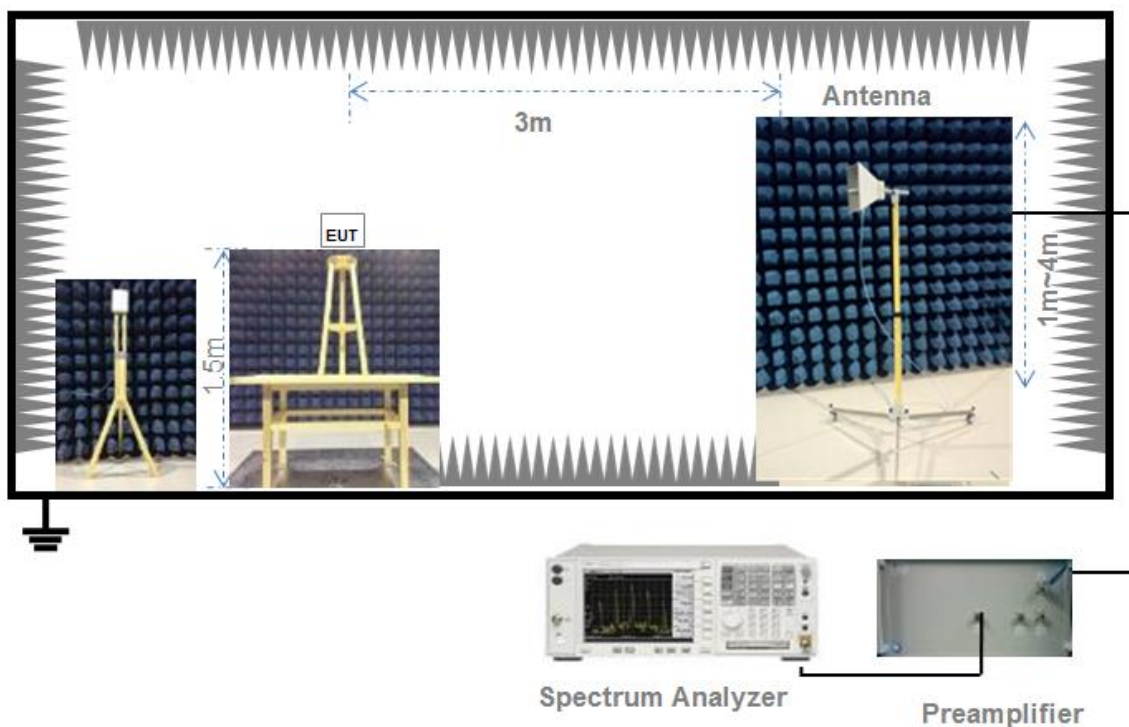 Antenna
3m
EUT
1.5m
1m~4m
Spectrum Analyzer
Preamplifier